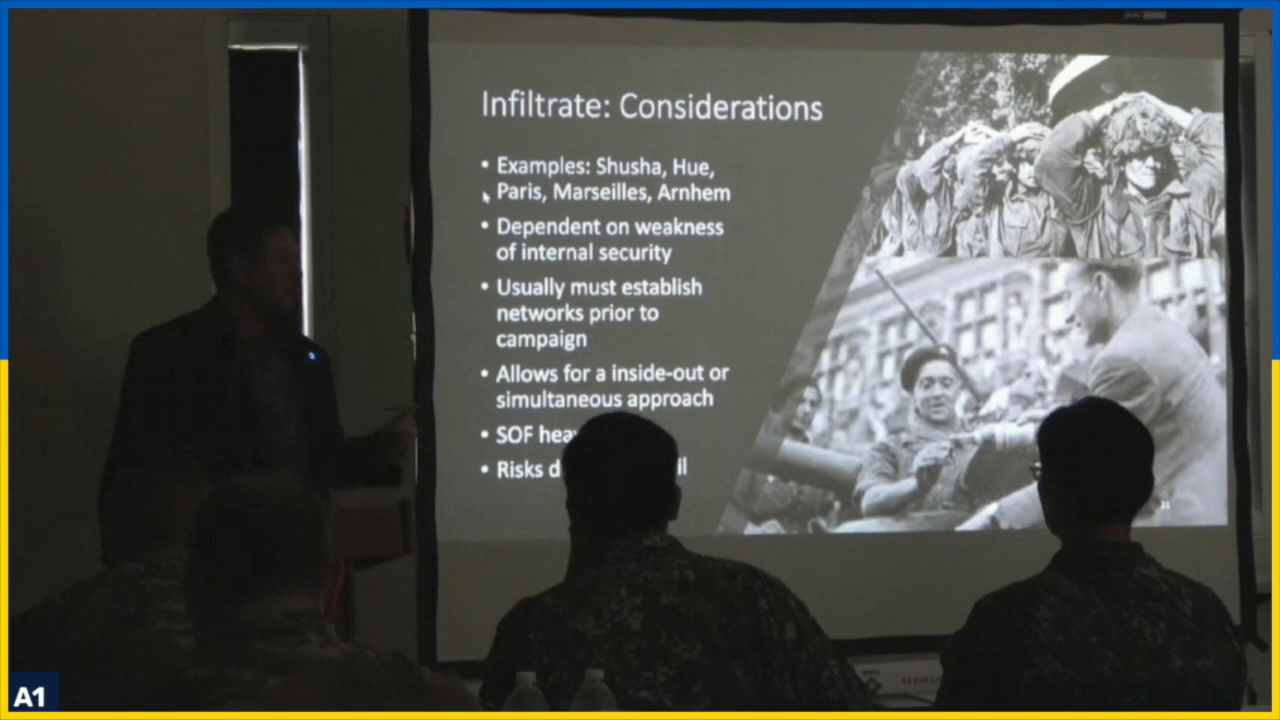 Infiltrate: Considerations
• Examples: Shusha, Hue,
Paris, Marseilles, Arnhem
• Dependent on weakness
of internal security
• Usually must establish
networks prior to
campaign
• Allows for a inside-out or
simultaneous approach
• SOF
• Risks
31
A1